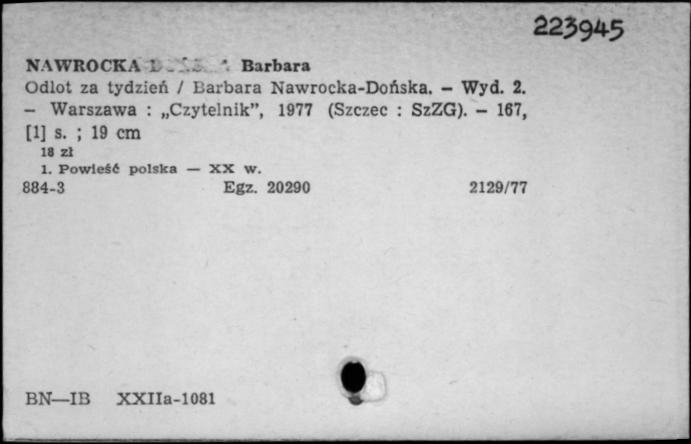 223945
NAWROCKA Barbara
Odlot za tydzień / Barbara Nawrocka-Dońska. – Wyd. 2.
– Warszawa : „Czytelnik”, 1977 (Szczec : SzZG). – 167,
[1] s. ; 19 cm
18 zł
1. Powieść polska — XX w.
884-3 Egz. 20290 2129/77
BN—IB XXIIa-1081